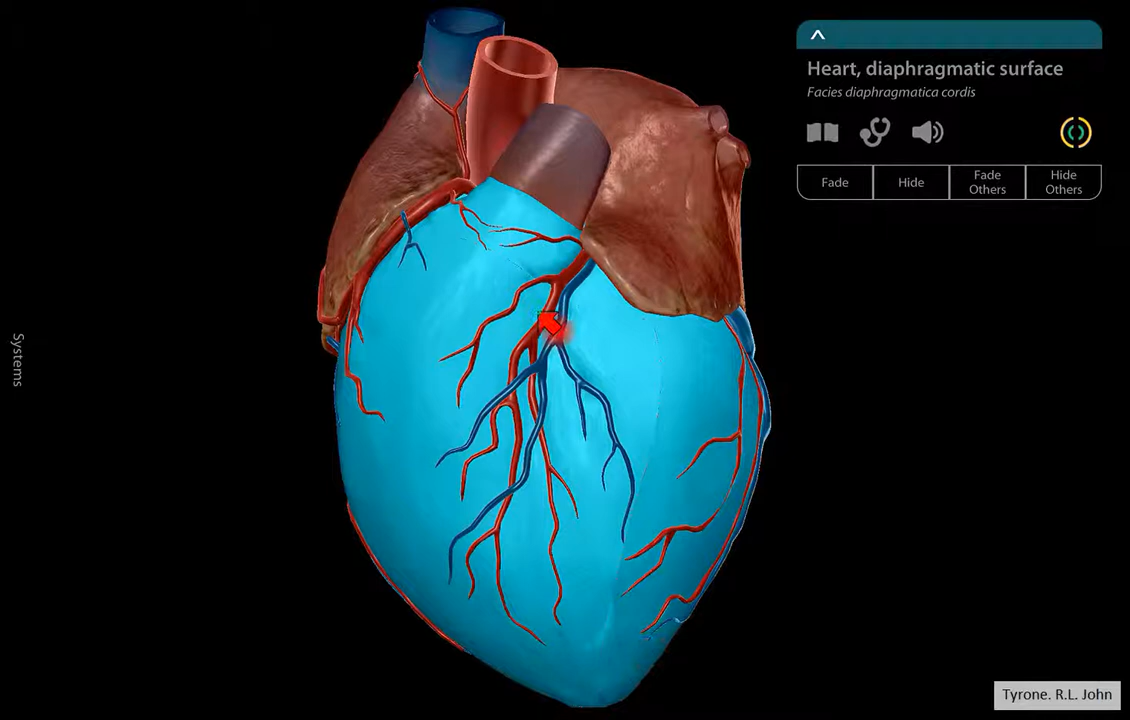 Heart, diaphragmatic surface
Facies diaphragmatica cordis
Fade
Hide
Fade
Others
Hide
Others
Systems
Tyrone. R.L. John